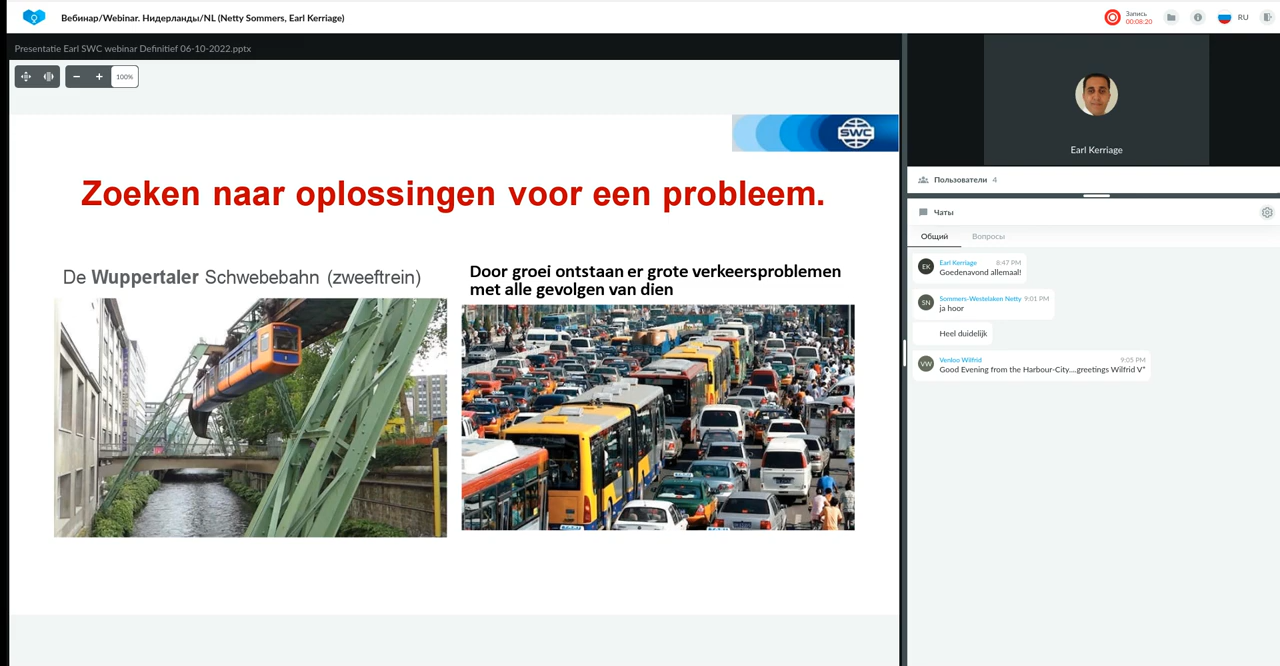 Вебинар/Webinar. Нидерланды/NL (Netty Sommers, Earl Kerriage)
Запись
00:08:20
RU
Presentatie Earl SWC webinar Definitief 06-10-2022.pptx
100%
SWC
Zoeken naar oplossingen voor een probleem.
De Wuppertaler Schwebebahn (zweeftrein)
Door groei ontstaan er grote verkeersproblemen
met alle gevolgen van dien
Earl Kerriage
Пользователи 4
Чаты
Общий Вопросы
EK
Earl Kerriage 8:47 PM
Goedenavond allemaal!
SN
Sommers-Westelaken Netty 9:01 PM
ja hoor
Heel duidelijk
VW
Venloo Wilfrid 9:05 PM
Good Evening from the Harbour-City....greetings Wilfrid V"